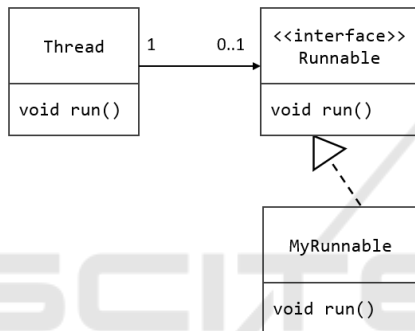 Thread
1
0..1
<<interface>>
Runnable
void run()
void run()
MyRunnable
void run()